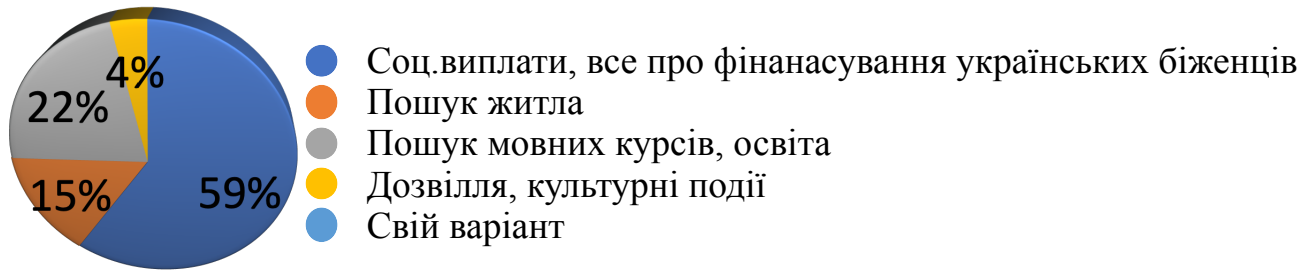 4%
22%
15%
59%
Соц.виплати, все про фінанасування українських біженців
Пошук житла
Пошук мовних курсів, освіта
Дозвілля, культурні події
Свій варіант